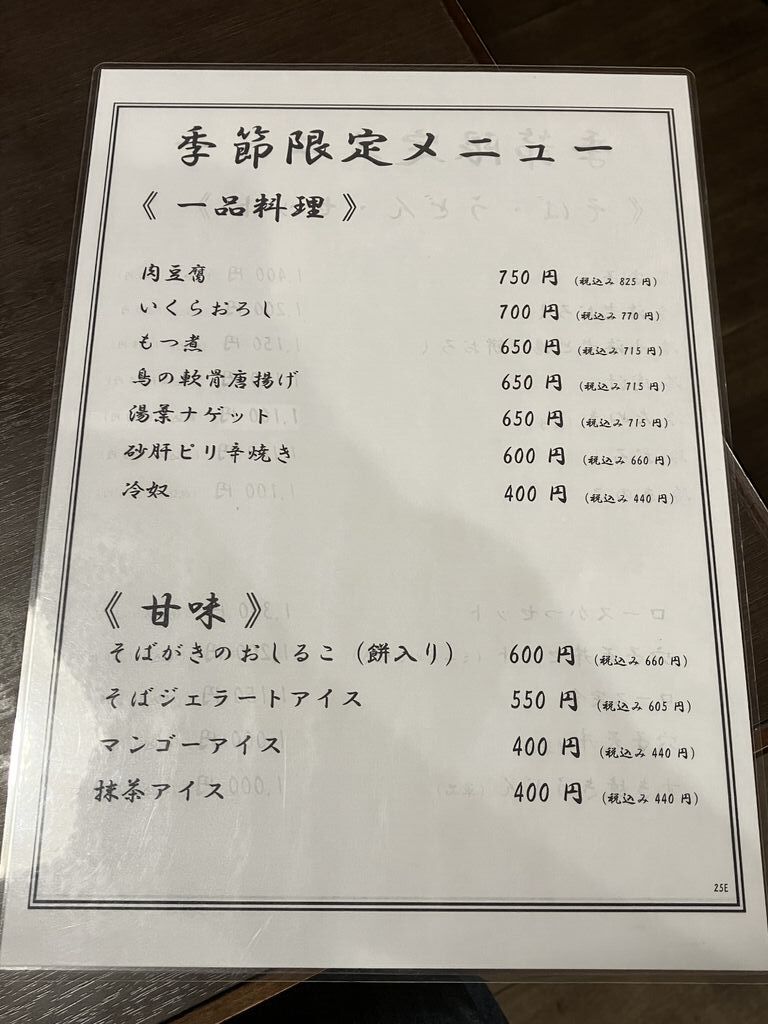 季節限定メニュー
《 一品料理 》
肉豆腐 750 円 (税込み 825 円)
いくらおろし 700 円 (税込み 770 円)
もつ煮 650 円 (税込み 715 円)
鳥の軟骨唐揚げ 650 円 (税込み 715 円)
湯葉ナゲット 650 円 (税込み 715 円)
砂肝ピリ辛焼き 600 円 (税込み 660 円)
冷奴 400 円 (税込み 440 円)
《 甘味 》
そばがきのおしるこ (餅入り) 600 円 (税込み 660 円)
そばジェラートアイス 550 円 (税込み 605 円)
マンゴーアイス 400 円 (税込み 440 円)
抹茶アイス 400 円 (税込み 440 円)
25E